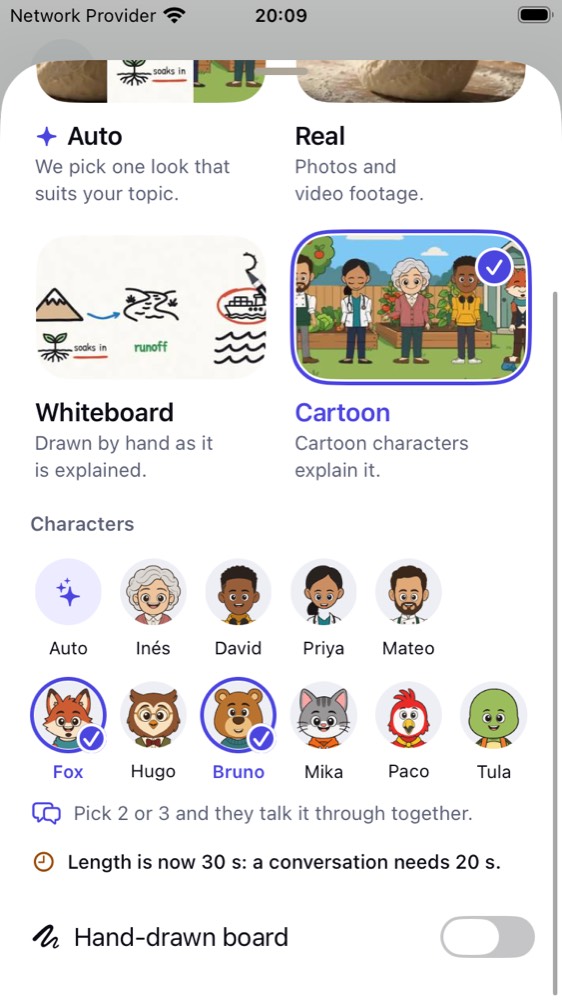 Network Provider 20:09
soaks in
Auto
We pick one look that
suits your topic.
Real
Photos and
video footage.
soaks in
runoff
Whiteboard
Drawn by hand as it
is explained.
Cartoon
Cartoon characters
explain it.
Characters
Auto Inés David Priya Mateo
Fox Hugo Bruno Mika Paco Tula
Pick 2 or 3 and they talk it through together.
Length is now 30 s: a conversation needs 20 s.
Hand-drawn board